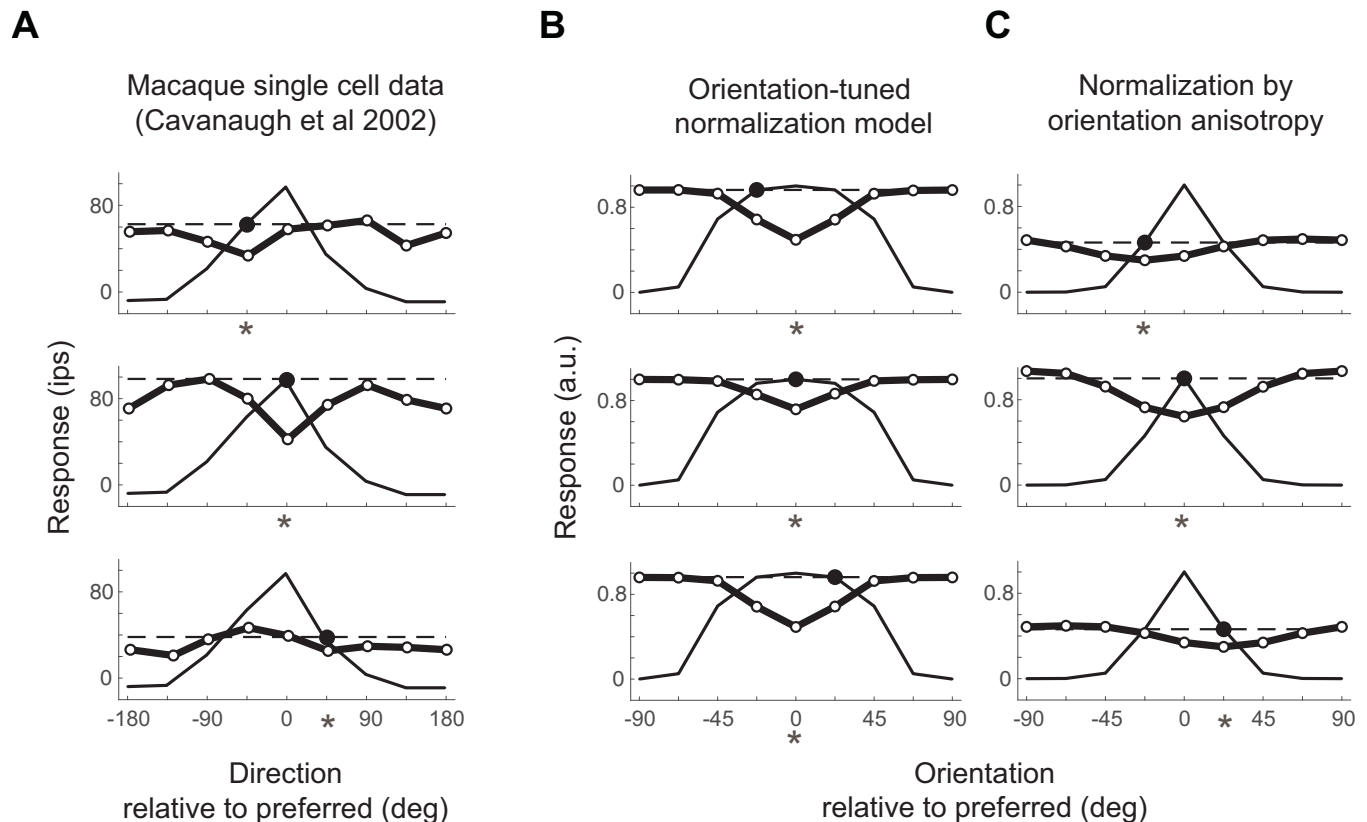 A
B
C
Macaque single cell data
(Cavanaugh et al 2002)
Orientation-tuned
normalization model
Normalization by
orientation anisotropy
80
0
*
0.8
0
*
0.8
0
*
Response (ips)
Response (a.u.)
80
0
*
0.8
0
*
0.8
0
*
80
0
-180 -90 0 * 90 180
0.8
0
-90 -45 0 45 90
*
0.8
0
-90 -45 0 * 45 90
Direction
relative to preferred (deg)
Orientation
relative to preferred (deg)